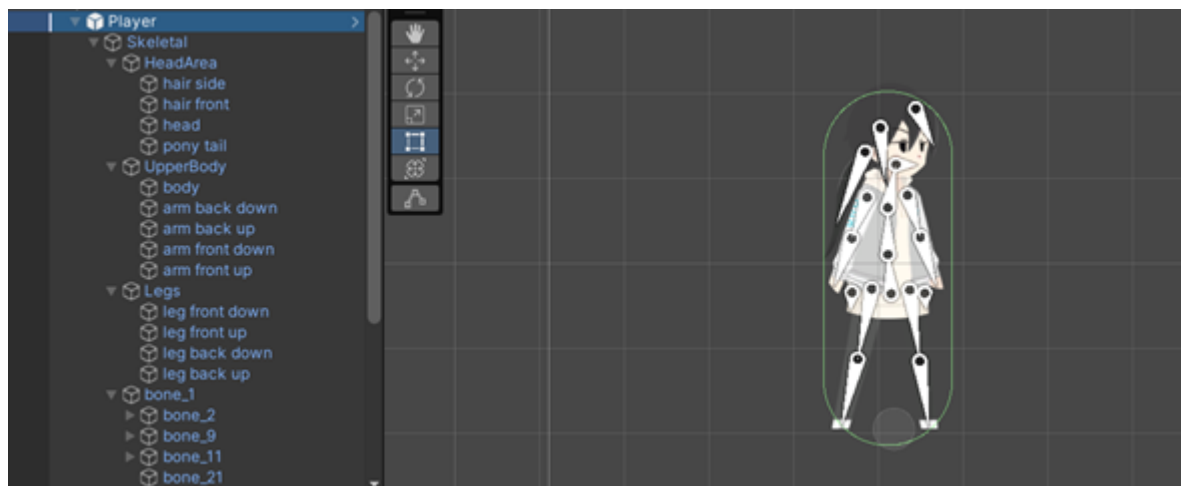 Player
Skeletal
HeadArea
hair side
hair front
head
pony tail
UpperBody
body
arm back down
arm back up
arm front down
arm front up
Legs
leg front down
leg front up
leg back down
leg back up
bone_1
bone_2
bone_9
bone_11
bone_21